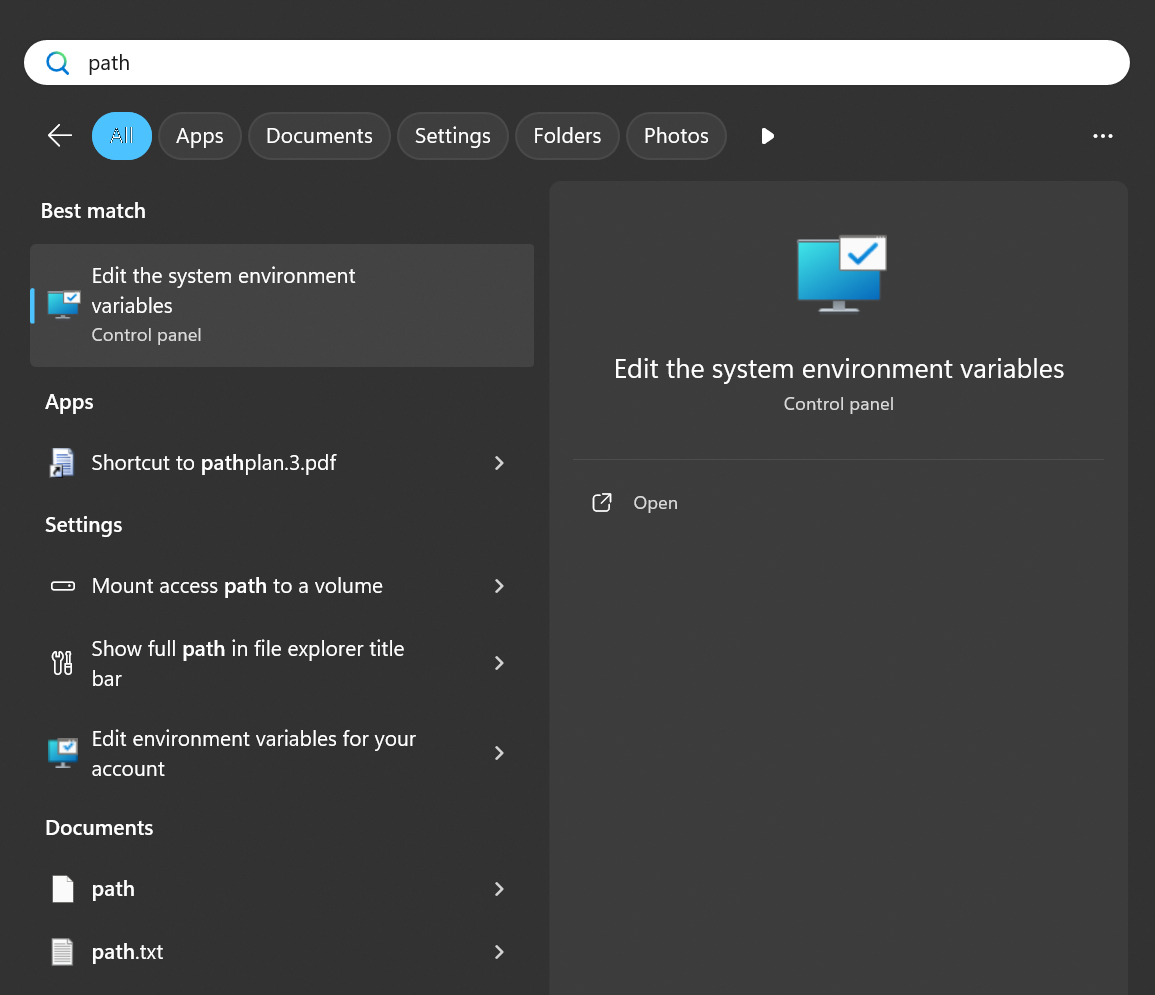 path
All
Apps
Documents
Settings
Folders
Photos
Best match
Edit the system environment
variables
Control panel
Apps
Shortcut to pathplan.3.pdf
Settings
Mount access path to a volume
Show full path in file explorer title
bar
Edit environment variables for your
account
Documents
path
path.txt
Edit the system environment variables
Control panel
Open